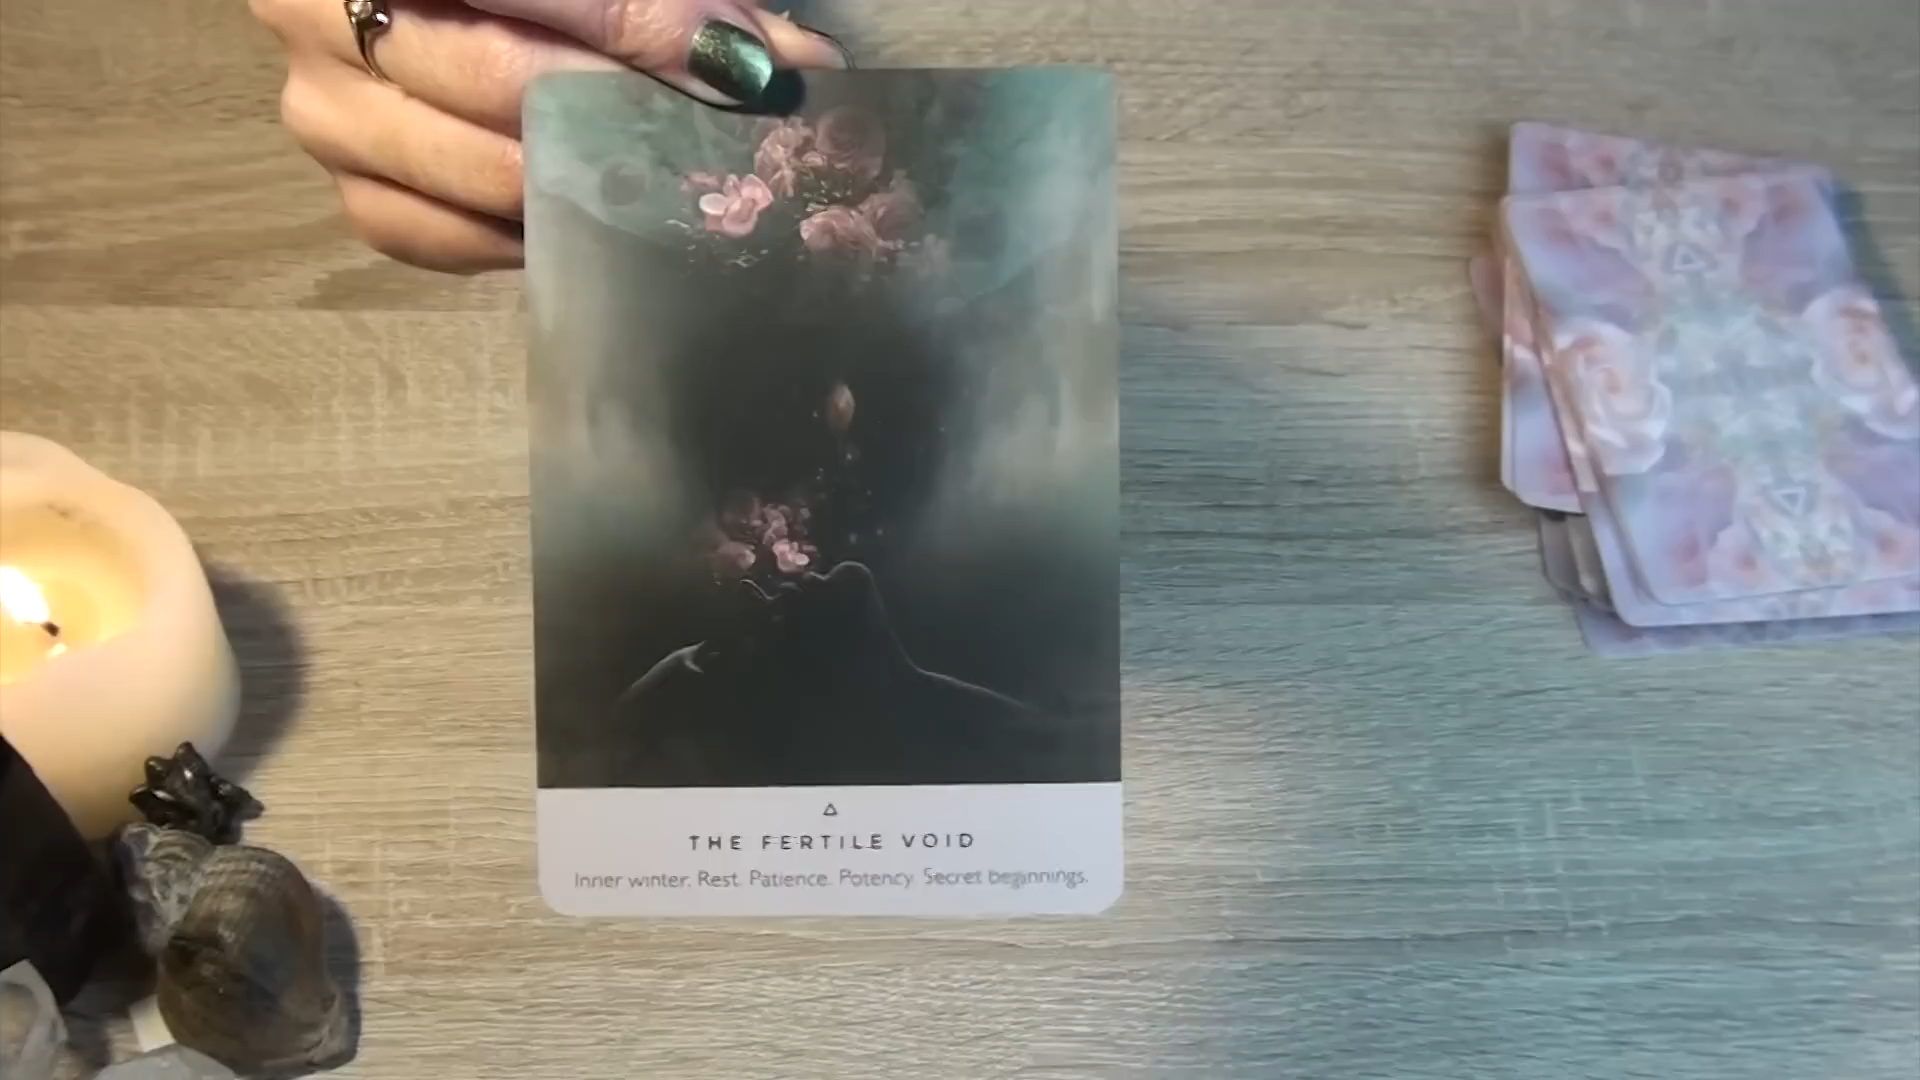 THE FERTILE VOID
Inner winter. Rest. Patience. Potency. Secret beginnings.